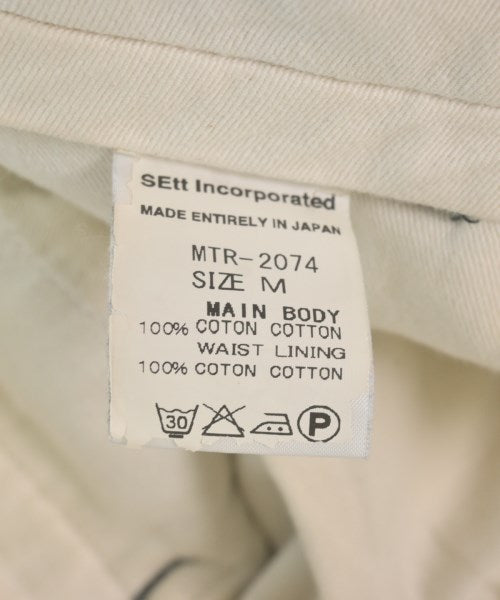 SEtt Incorporated
MADE ENTIRELY IN JAPAN
MTR-2074
SIZE M
MAIN BODY
100% COTON COTTON
WAIST LINING
100% COTON COTTON
30 P